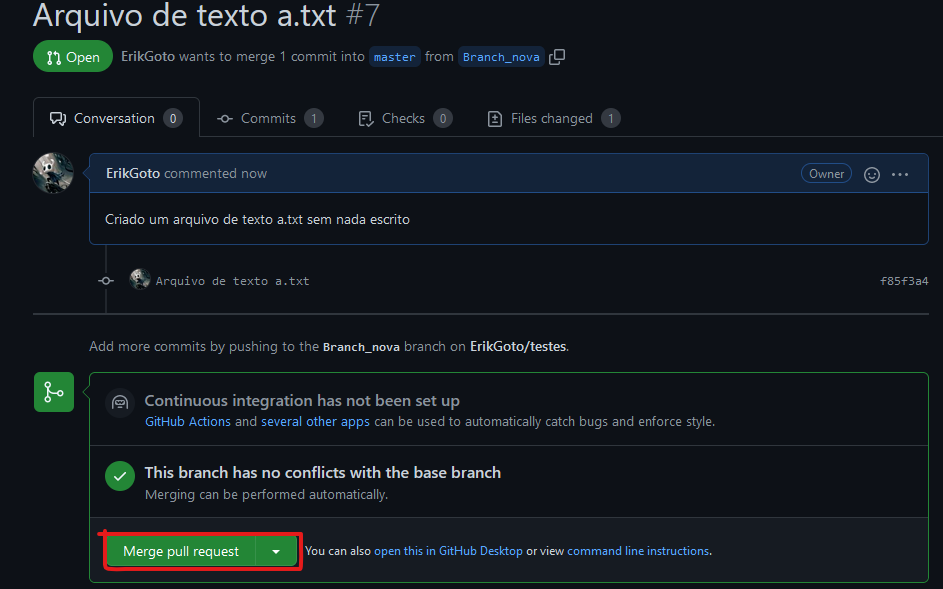 Arquivo de texto a.txt #7
Open ErikGoto wants to merge 1 commit into master from Branch_nova
Conversation 0 Commits 1 Checks 0 Files changed 1
ErikGoto commented now Owner
Criado um arquivo de texto a.txt sem nada escrito
Arquivo de texto a.txt f85f3a4
Add more commits by pushing to the Branch_nova branch on ErikGoto/testes.
Continuous integration has not been set up
GitHub Actions and several other apps can be used to automatically catch bugs and enforce style.
This branch has no conflicts with the base branch
Merging can be performed automatically.
Merge pull request You can also open this in GitHub Desktop or view command line instructions.